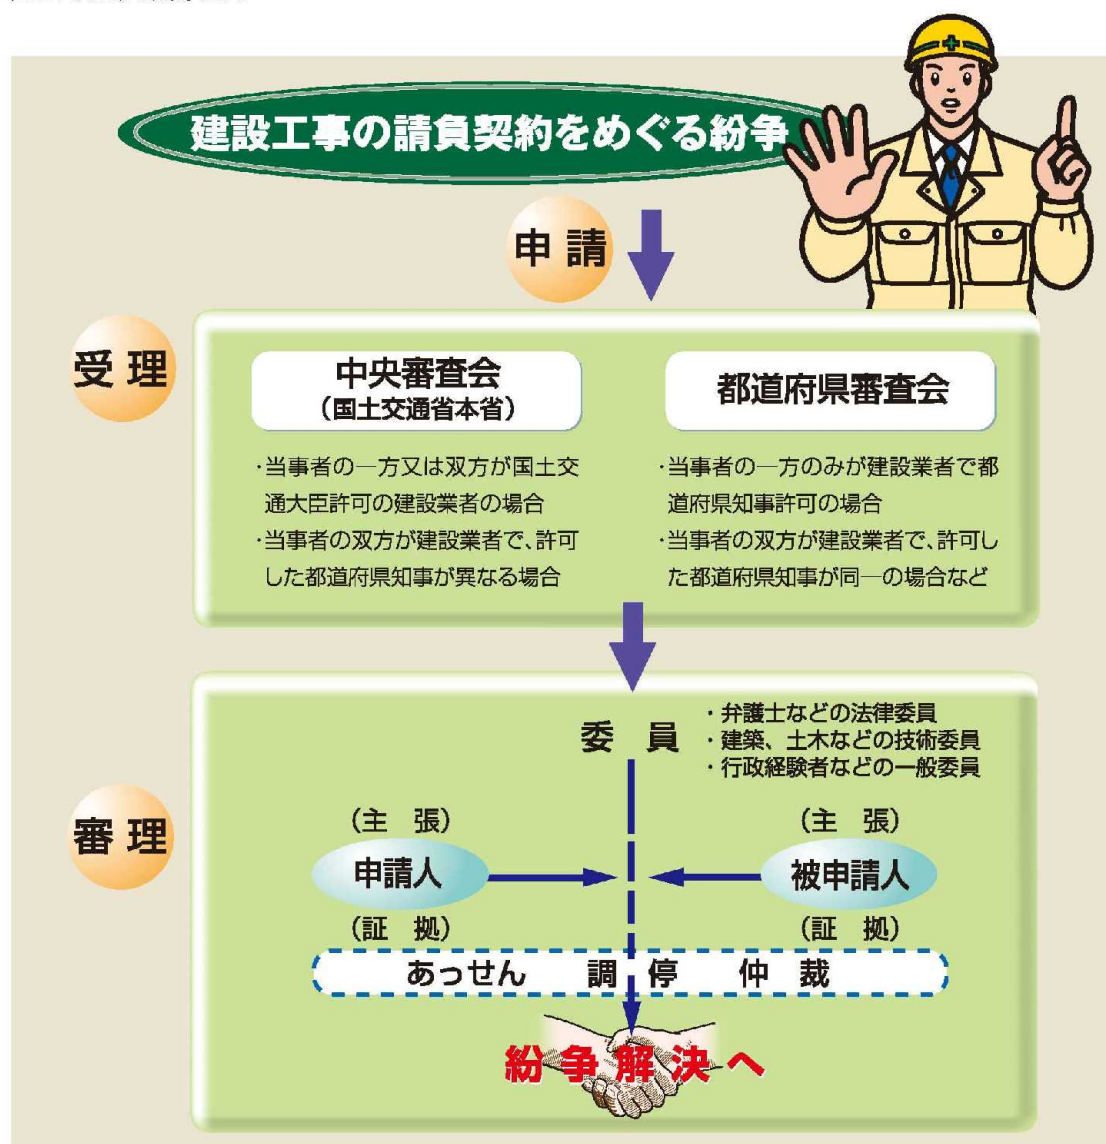 建設工事の請負契約をめぐる紛争
申請
受理
中央審査会
（国土交通省本省）
・当事者の一方又は双方が国土交
通大臣許可の建設業者の場合
・当事者の双方が建設業者で、許可
した都道府県知事が異なる場合
都道府県審査会
・当事者の一方のみが建設業者で都
道府県知事許可の場合
・当事者の双方が建設業者で、許可し
た都道府県知事が同一の場合など
審理
委員
・弁護士などの法律委員
・建築、土木などの技術委員
・行政経験者などの一般委員
（主張）
申請人
（証拠）
（主張）
被申請人
（証拠）
あっせん 調停 仲裁
紛争解決へ